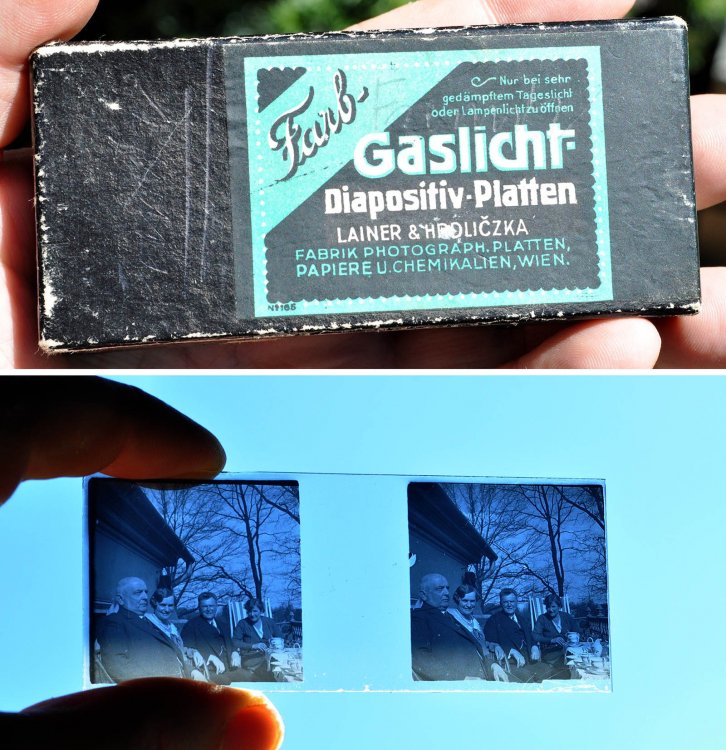 Farb-
Nur bei sehr
gedämpftem Tageslicht
oder Lampenlicht zu öffnen
Gaslicht-
Diapositiv-Platten
LAINER & HRDLIČZKA
FABRIK PHOTOGRAPH. PLATTEN,
PAPIERE U. CHEMIKALIEN, WIEN.
Nº 165